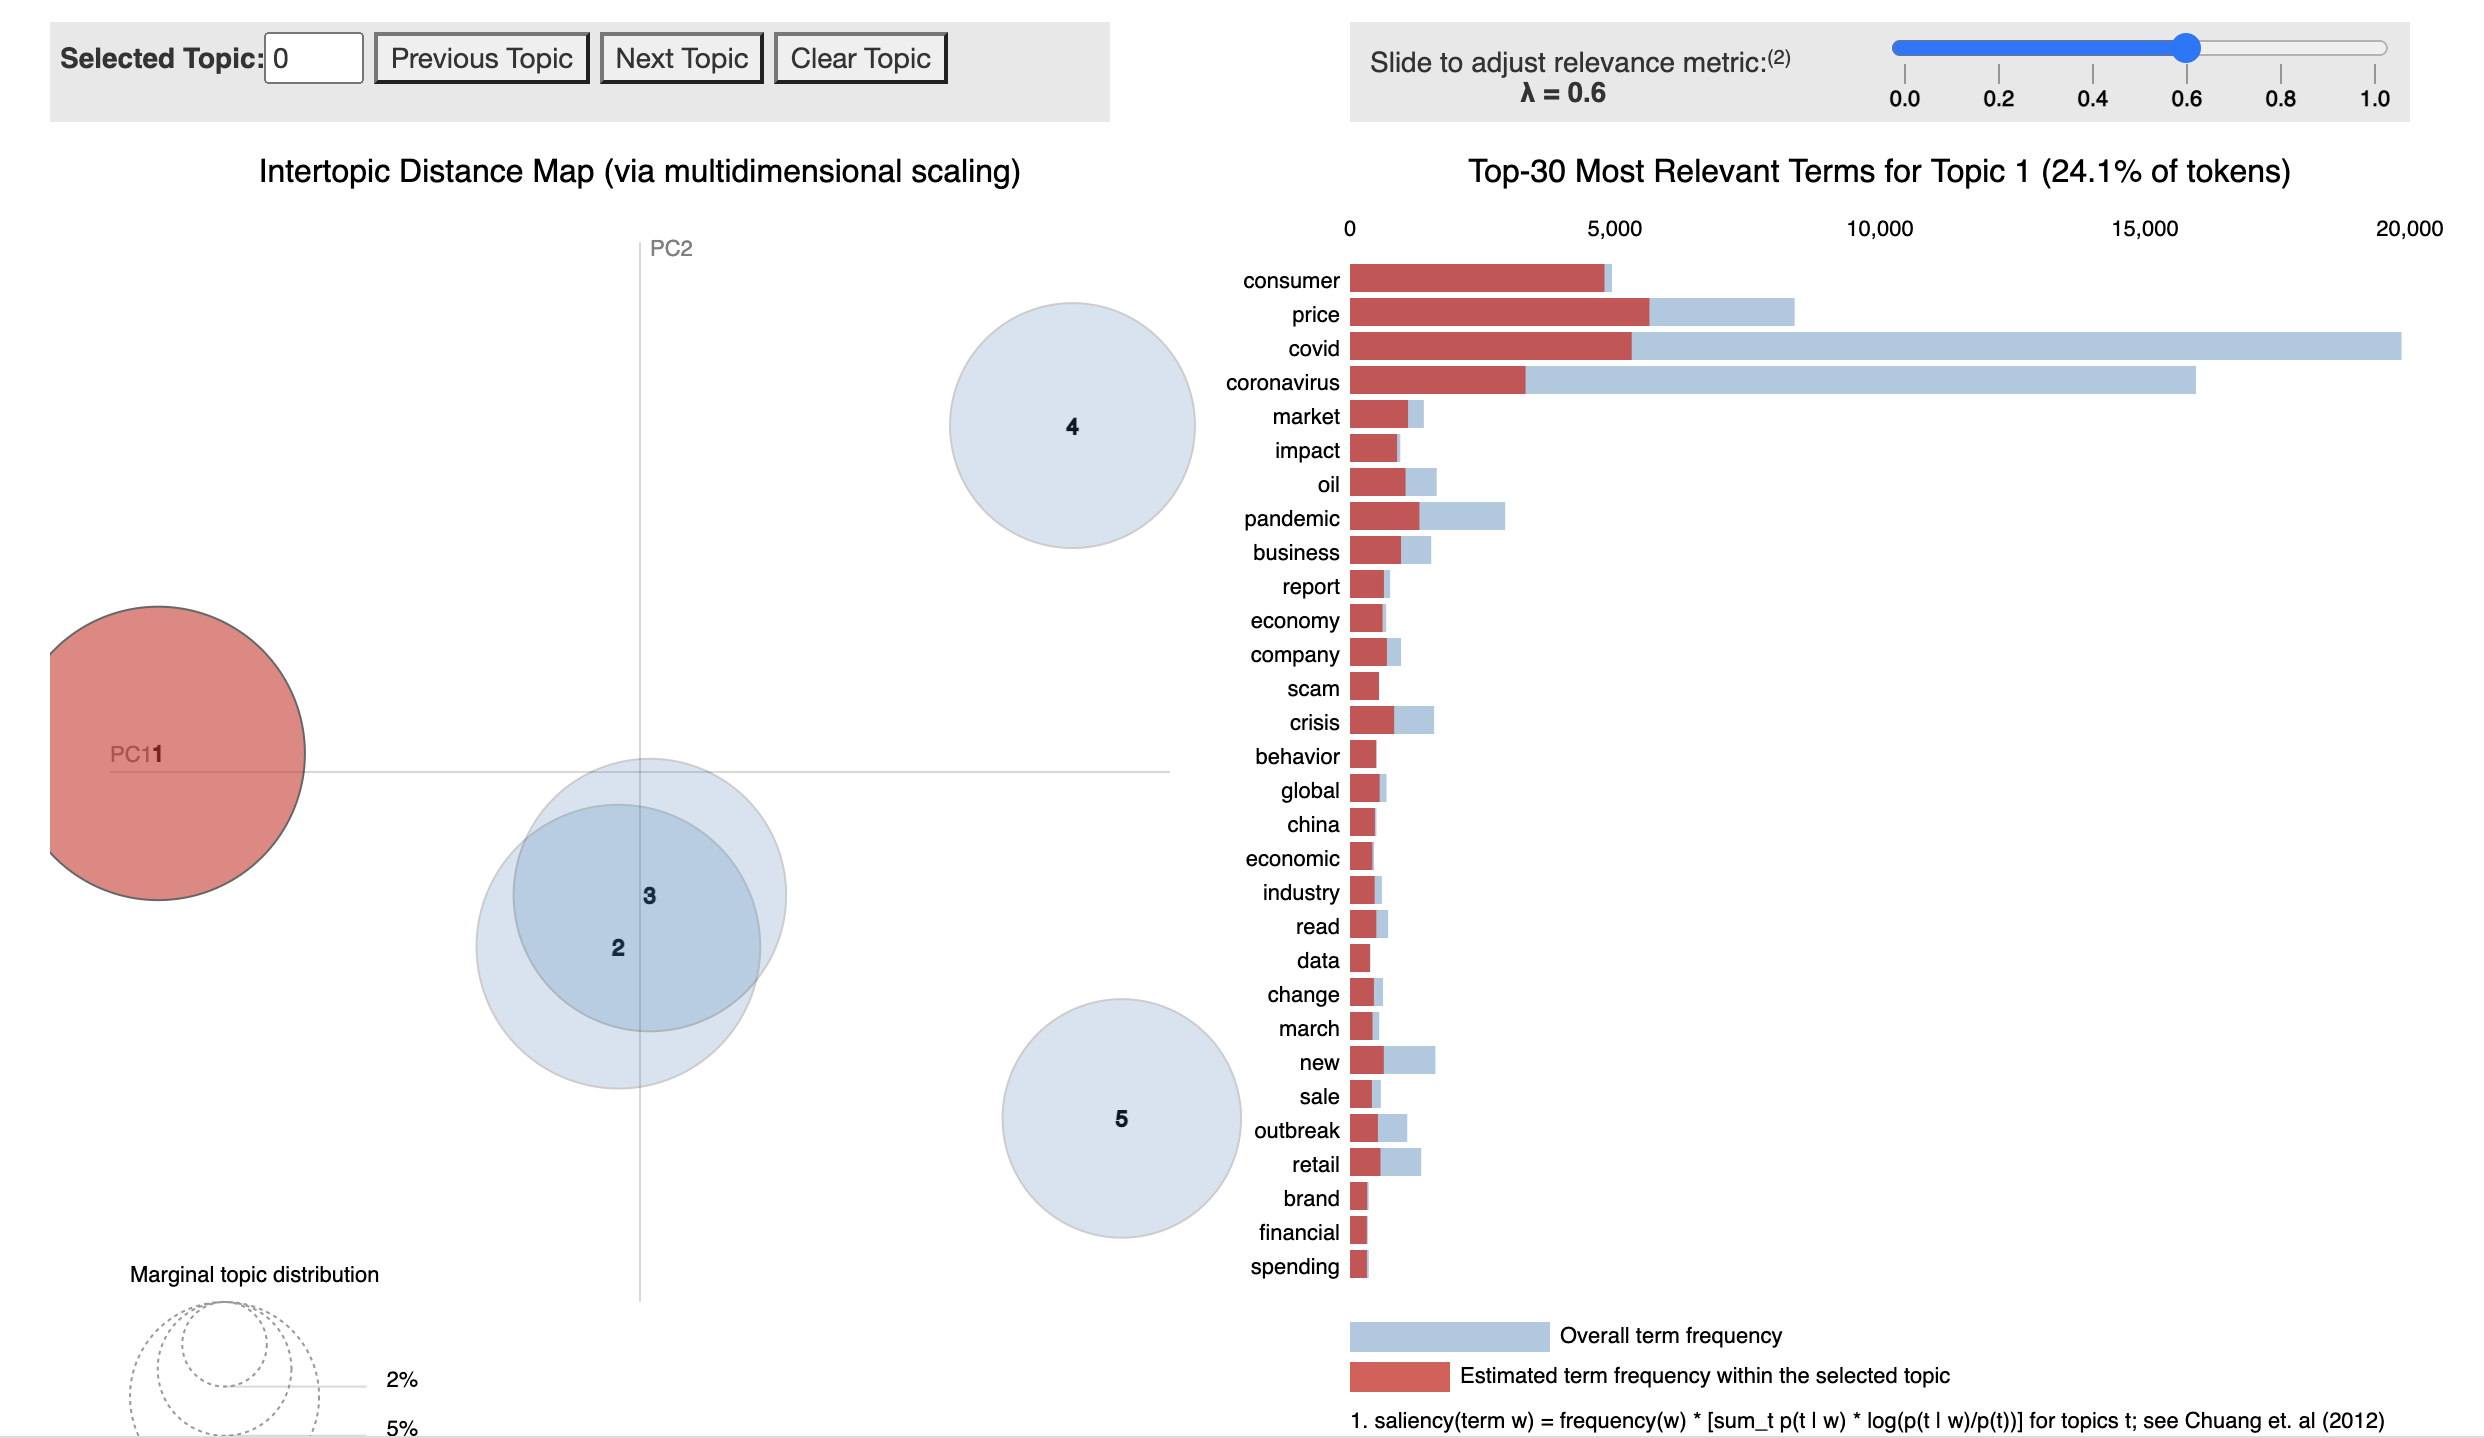 Selected Topic: 0 Previous Topic Next Topic Clear Topic
Slide to adjust relevance metric:(2)
λ = 0.6
0.0 0.2 0.4 0.6 0.8 1.0
Intertopic Distance Map (via multidimensional scaling)
PC2
4
PC1
1
3
2
5
Marginal topic distribution
2%
5%
Top-30 Most Relevant Terms for Topic 1 (24.1% of tokens)
0 5,000 10,000 15,000 20,000
consumer
price
covid
coronavirus
market
impact
oil
pandemic
business
report
economy
company
scam
crisis
behavior
global
china
economic
industry
read
data
change
march
new
sale
outbreak
retail
brand
financial
spending
Overall term frequency
Estimated term frequency within the selected topic
1. saliency(term w) = frequency(w) * [sum_t p(t | w) * log(p(t | w)/p(t))] for topics t; see Chuang et. al (2012)